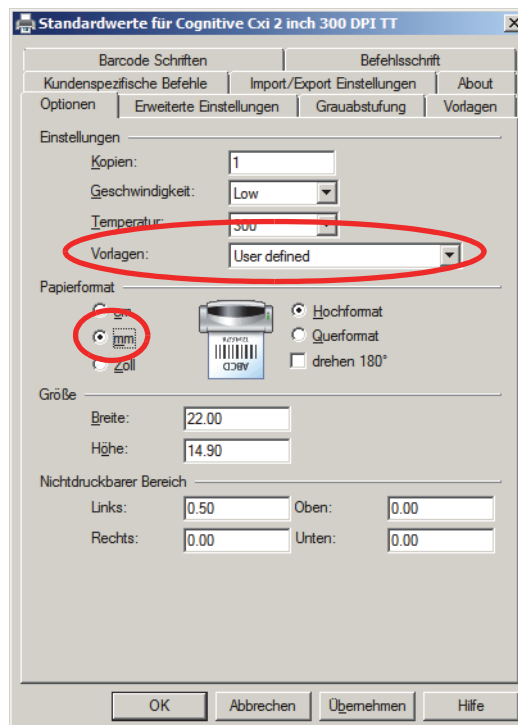 Standardwerte für Cognitive Cxi 2 inch 300 DPI TT
Barcode Schriften Befehlsschrift
Kundenspezifische Befehle Import/Export Einstellungen About
Optionen Erweiterte Einstellungen Grauabstufung Vorlagen
Einstellungen
Kopien: 1
Geschwindigkeit: Low
Temperatur: 300
Vorlagen: User defined
Papierformat
cm Hochformat
mm Querformat
Zoll drehen 180°
ABCD
Größe
Breite: 22.00
Höhe: 14.90
Nichtdruckbarer Bereich
Links: 0.50 Oben: 0.00
Rechts: 0.00 Unten: 0.00
OK Abbrechen Übernehmen Hilfe